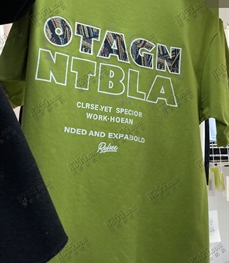 OTAGN
NTBLA
CLRSE.YET SPECIOR
WORK·HOEAN
NDED AND EXPABOLD